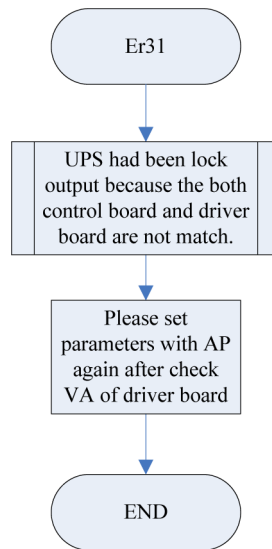 Er31
UPS had been lock
output because the both
control board and driver
board are not match.
Please set
parameters with AP
again after check
VA of driver board
END